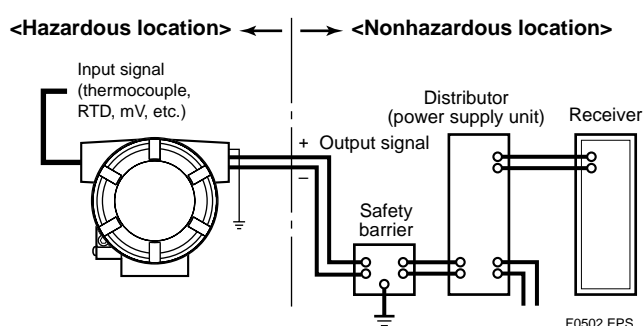 <Hazardous location>
<Nonhazardous location>
Input signal
(thermocouple,
RTD, mV, etc.)
Distributor
(power supply unit)
Receiver
+ Output signal
–
Safety
barrier
F0502.EPS